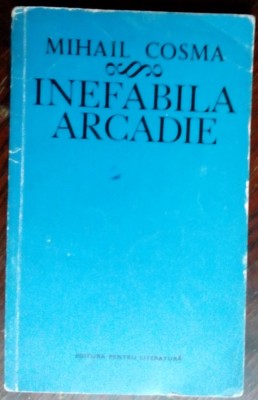 MIHAIL COSMA
INEFABILA
ARCADIE
EDITURA PENTRU LITERATURĂ